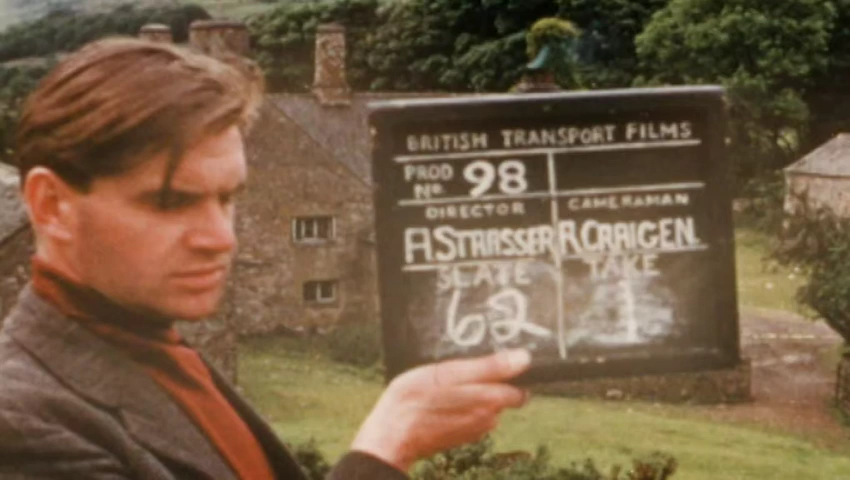 BRITISH TRANSPORT FILMS
PROD Nº. 98
DIRECTOR CAMERAMAN
A STRASSER R CRAIGEN.
SLATE TAKE
62 1